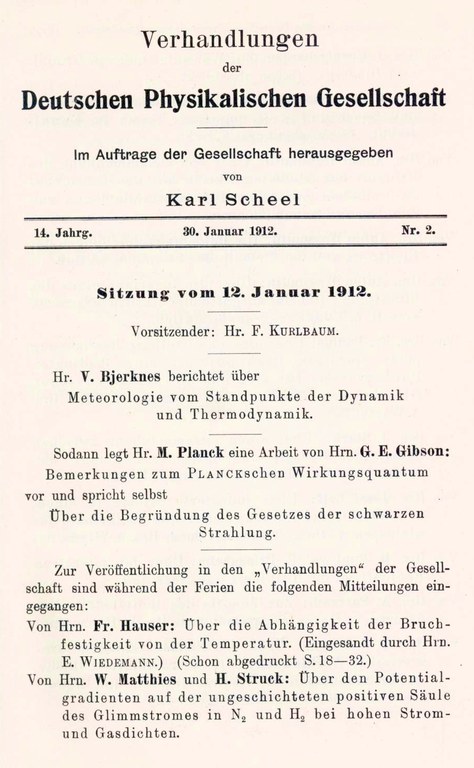 Verhandlungen
der
Deutschen Physikalischen Gesellschaft
Im Auftrage der Gesellschaft herausgegeben
von
Karl Scheel
14. Jahrg. 30. Januar 1912. Nr. 2.
Sitzung vom 12. Januar 1912.
Vorsitzender: Hr. F. KURLBAUM.
Hr. V. Bjerknes berichtet über
Meteorologie vom Standpunkte der Dynamik
und Thermodynamik.
Sodann legt Hr. M. Planck eine Arbeit von Hrn. G. E. Gibson:
Bemerkungen zum PLANCKschen Wirkungsquantum
vor und spricht selbst
Über die Begründung des Gesetzes der schwarzen
Strahlung.
Zur Veröffentlichung in den „Verhandlungen“ der Gesell-
schaft sind während der Ferien die folgenden Mitteilungen ein-
gegangen:
Von Hrn. Fr. Hauser: Über die Abhängigkeit der Bruch-
festigkeit von der Temperatur. (Eingesandt durch Hrn.
E. WIEDEMANN.) (Schon abgedruckt S. 18—32.)
Von Hrn. W. Matthies und H. Struck: Über den Potential-
gradienten auf der ungeschichteten positiven Säule
des Glimmstromes in N₂ und H₂ bei hohen Strom-
und Gasdichten.